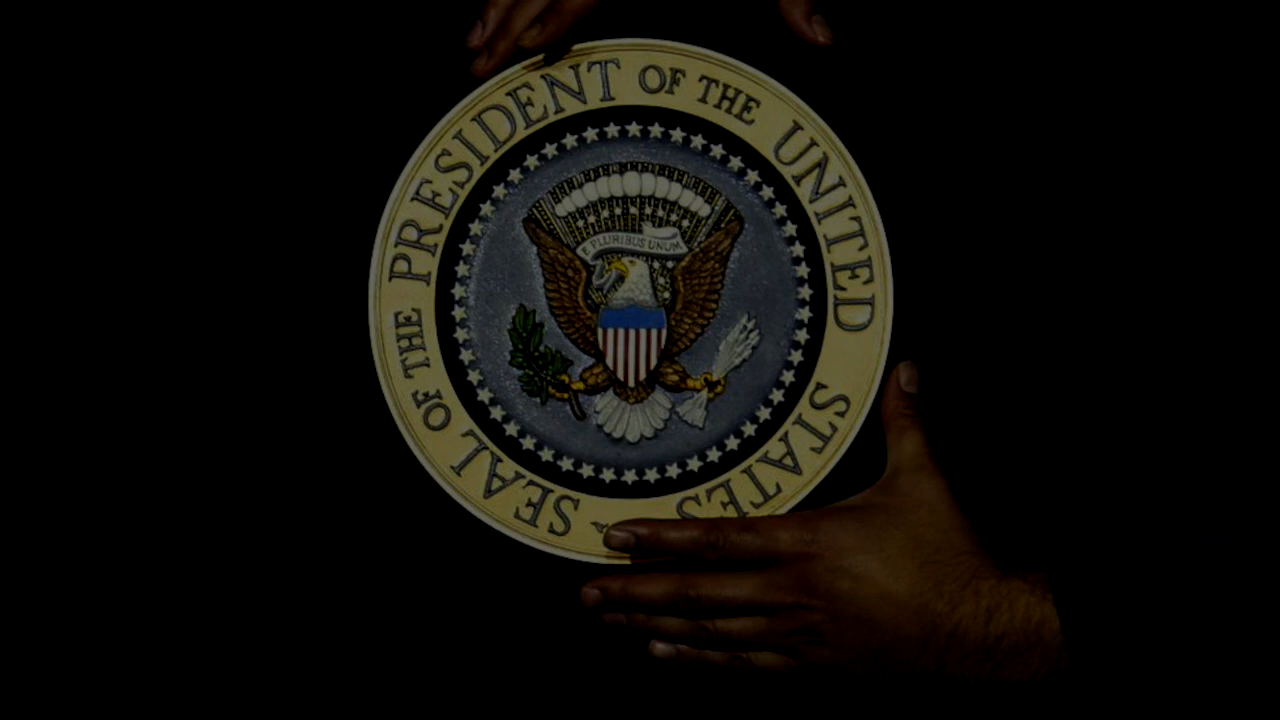 SEAL OF THE PRESIDENT OF THE UNITED STATES
E PLURIBUS UNUM